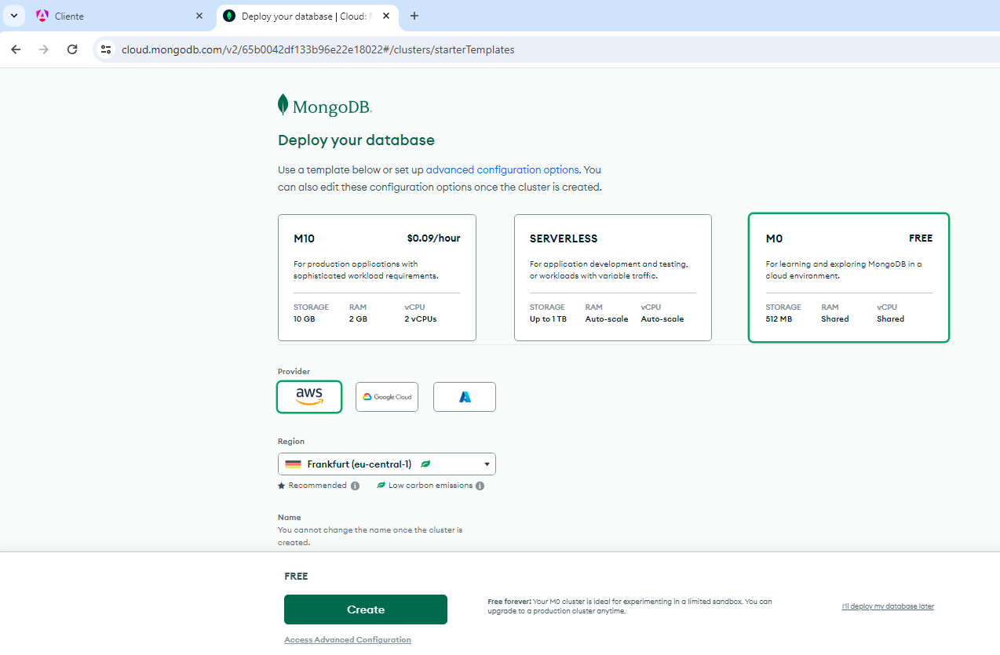 Cliente
Deploy your database | Cloud:
cloud.mongodb.com/v2/65b0042df133b96e22e18022#/clusters/starterTemplates
MongoDB.
Deploy your database
Use a template below or set up advanced configuration options. You
can also edit these configuration options once the cluster is created.
M10 $0.09/hour
For production applications with
sophisticated workload requirements.
STORAGE RAM vCPU
10 GB 2 GB 2 vCPUs
SERVERLESS
For application development and testing,
or workloads with variable traffic.
STORAGE RAM vCPU
Up to 1 TB Auto-scale Auto-scale
M0 FREE
For learning and exploring MongoDB in a
cloud environment.
STORAGE RAM vCPU
512 MB Shared Shared
Provider
aws Google Cloud
Region
Frankfurt (eu-central-1)
Recommended Low carbon emissions
Name
You cannot change the name once the cluster is
created.
FREE
Create
Access Advanced Configuration
Free forever! Your M0 cluster is ideal for experimenting in a limited sandbox. You can
upgrade to a production cluster anytime.
I'll deploy my database later